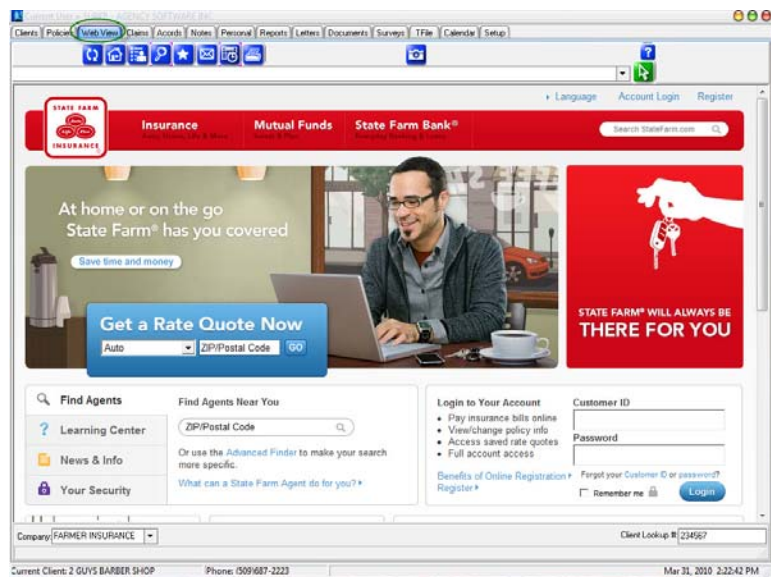 AGENCY SOFTWARE INC.
Clients Policies Web View Claims Acords Notes Personal Reports Letters Documents Surveys TFile Calendar Setup
Language Account Login Register
STATE FARM
Auto
Life Fire
INSURANCE
Insurance Mutual Funds State Farm Bank®
Search StateFarm.com
At home or on the go
State Farm® has you covered
Save time and money
Get a Rate Quote Now
Auto ZIP/Postal Code GO
STATE FARM® WILL ALWAYS BE
THERE FOR YOU
Find Agents
Learning Center
News & Info
Your Security
Find Agents Near You
ZIP/Postal Code
Or use the Advanced Finder to make your search
more specific.
What can a State Farm Agent do for you?
Login to Your Account
Pay insurance bills online
View/change policy info
Access saved rate quotes
Full account access
Benefits of Online Registration
Register
Customer ID
Password
Forgot your Customer ID or password?
Remember me Login
Company: FARMER INSURANCE Client Lookup #: 234567
Current Client: 2 GUYS BARBER SHOP Phone: (509)687-2223 Mar 31, 2010 2:22:42 PM